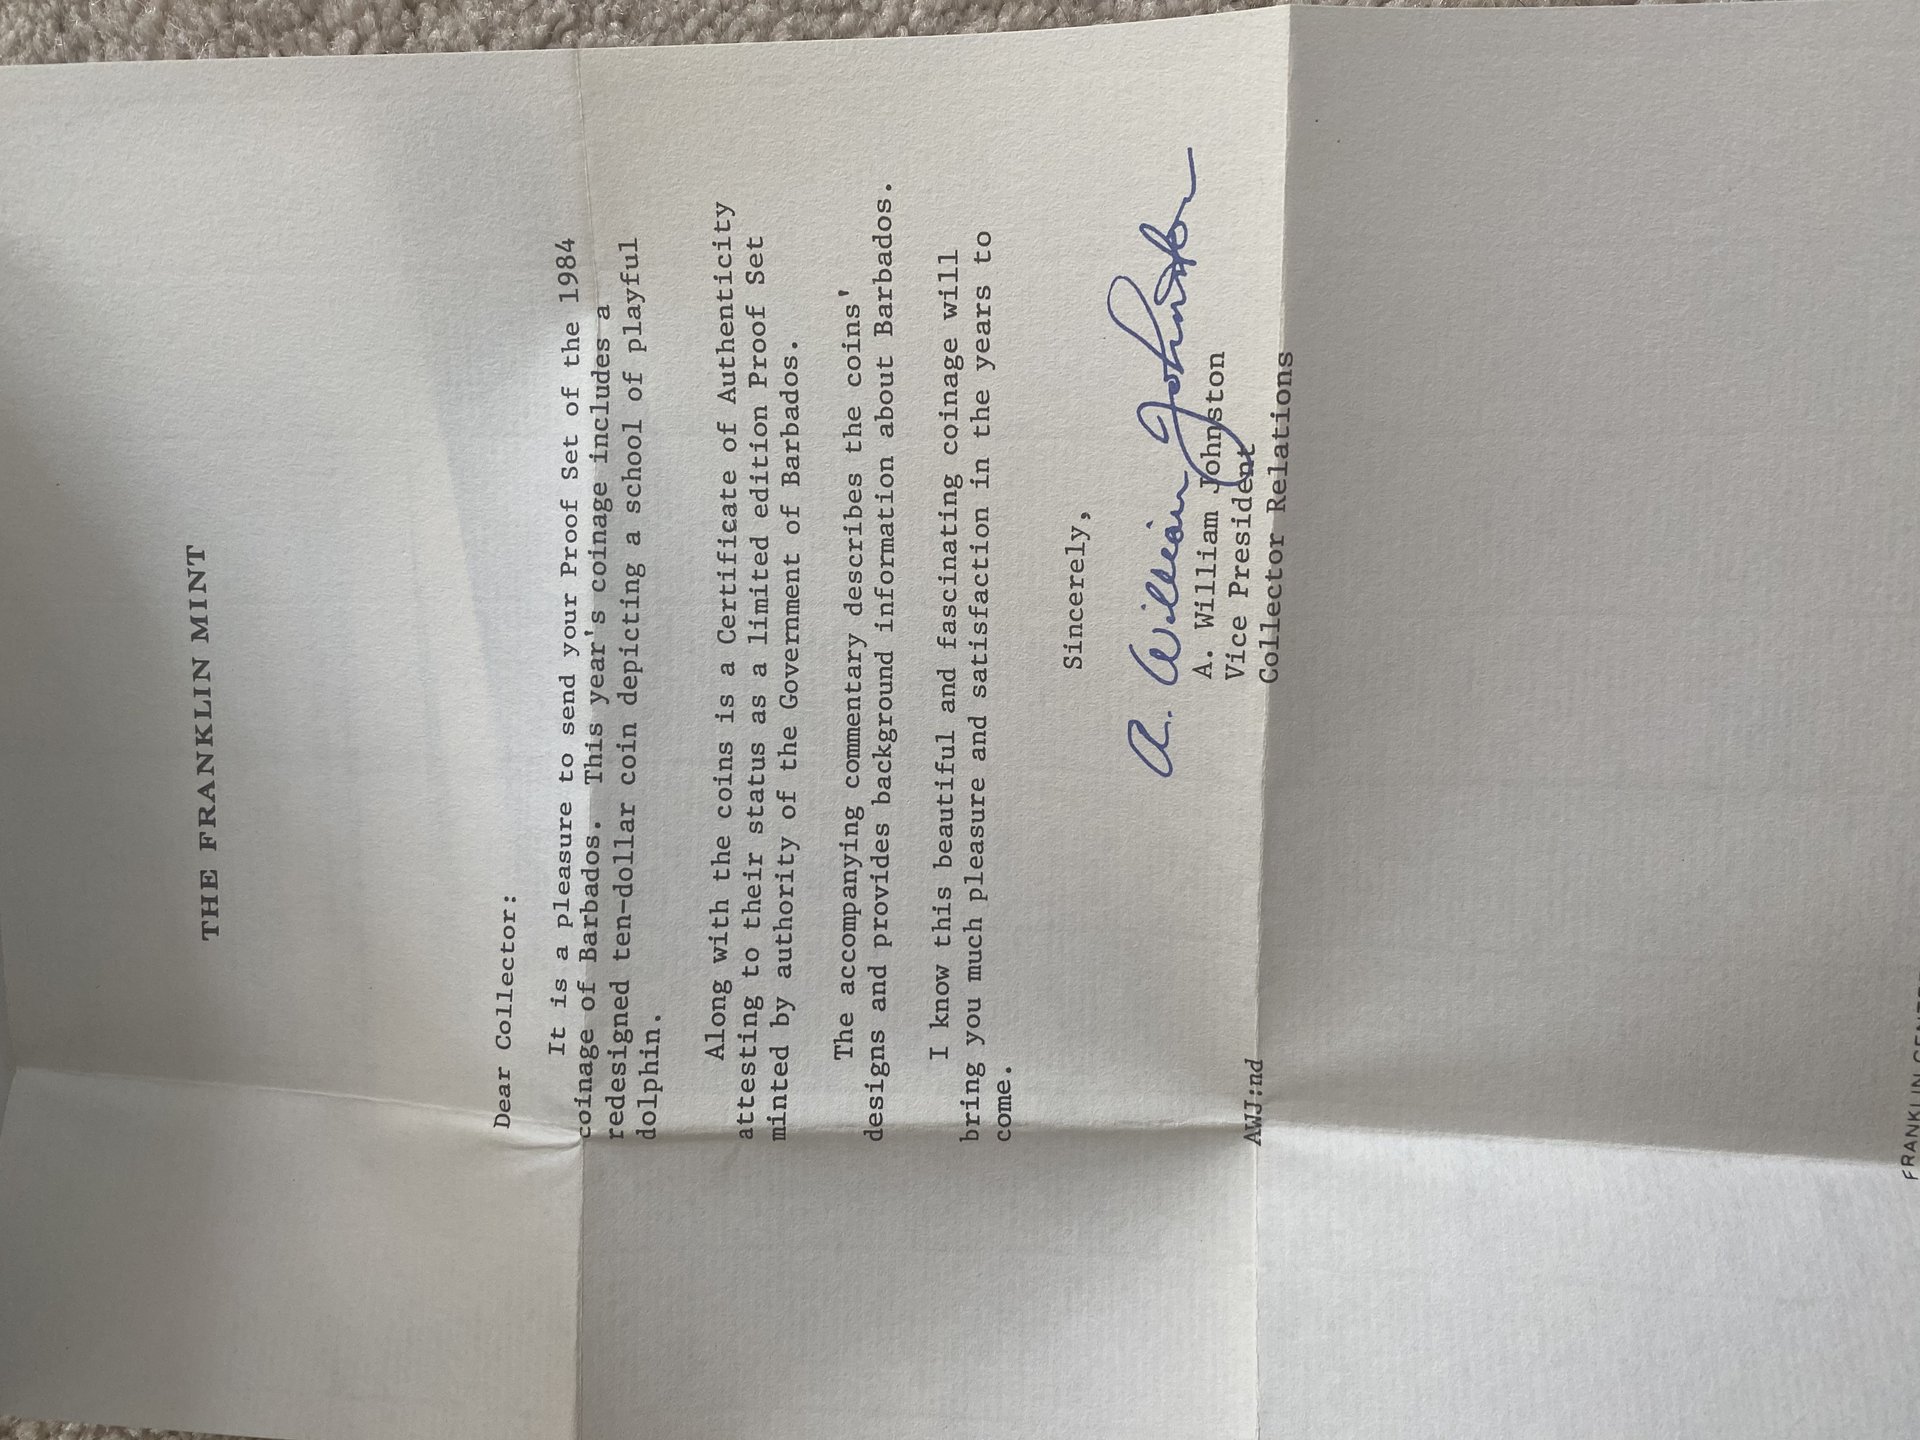 THE FRANKLIN MINT
Dear Collector:
It is a pleasure to send your Proof Set of the 1984
coinage of Barbados. This year's coinage includes a
redesigned ten-dollar coin depicting a school of playful
dolphin.
Along with the coins is a Certificate of Authenticity
attesting to their status as a limited edition Proof Set
minted by authority of the Government of Barbados.
The accompanying commentary describes the coins'
designs and provides background information about Barbados.
I know this beautiful and fascinating coinage will
bring you much pleasure and satisfaction in the years to
come.
Sincerely,
A. William Johnston
A. William Johnston
Vice President
Collector Relations
AWJ:nd
FRANKLIN